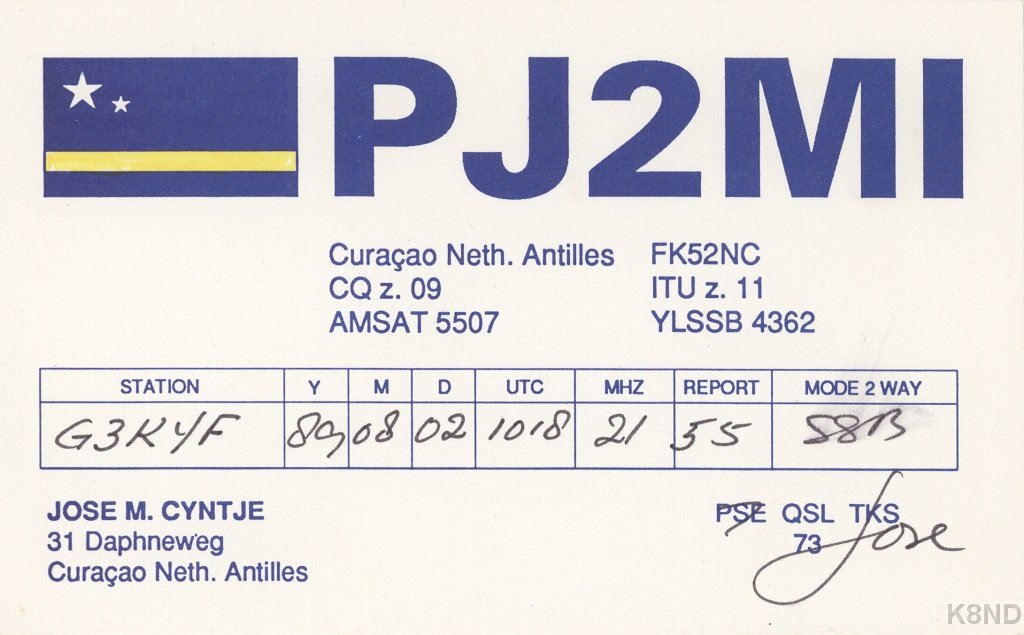 PJ2MI
Curaçao Neth. Antilles FK52NC
CQ z. 09 ITU z. 11
AMSAT 5507 YLSSB 4362
STATION Y M D UTC MHZ REPORT MODE 2 WAY
G3KYF 89 08 02 1018 21 55 SSB
JOSE M. CYNTJE PSE QSL TKS
31 Daphneweg 73 Jose
Curaçao Neth. Antilles
K8ND